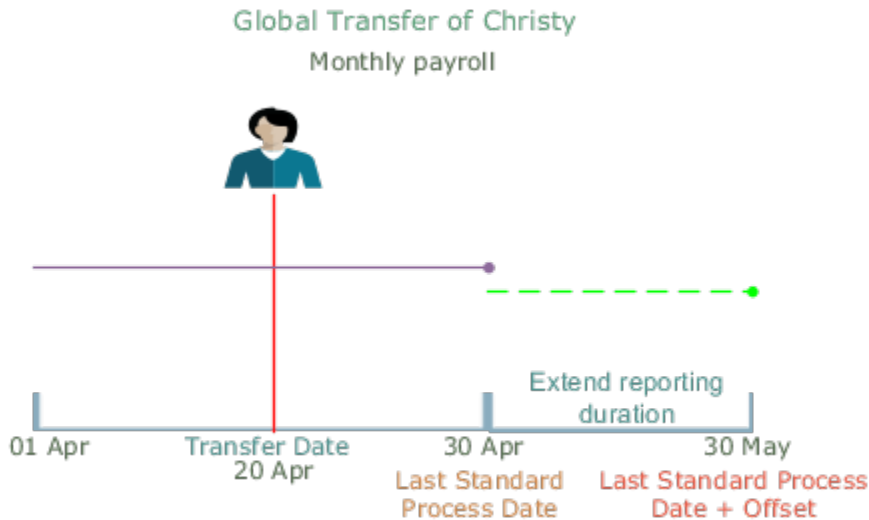 Global Transfer of Christy
Monthly payroll
Extend reporting
duration
01 Apr
Transfer Date
20 Apr
30 Apr
30 May
Last Standard
Process Date
Last Standard Process
Date + Offset